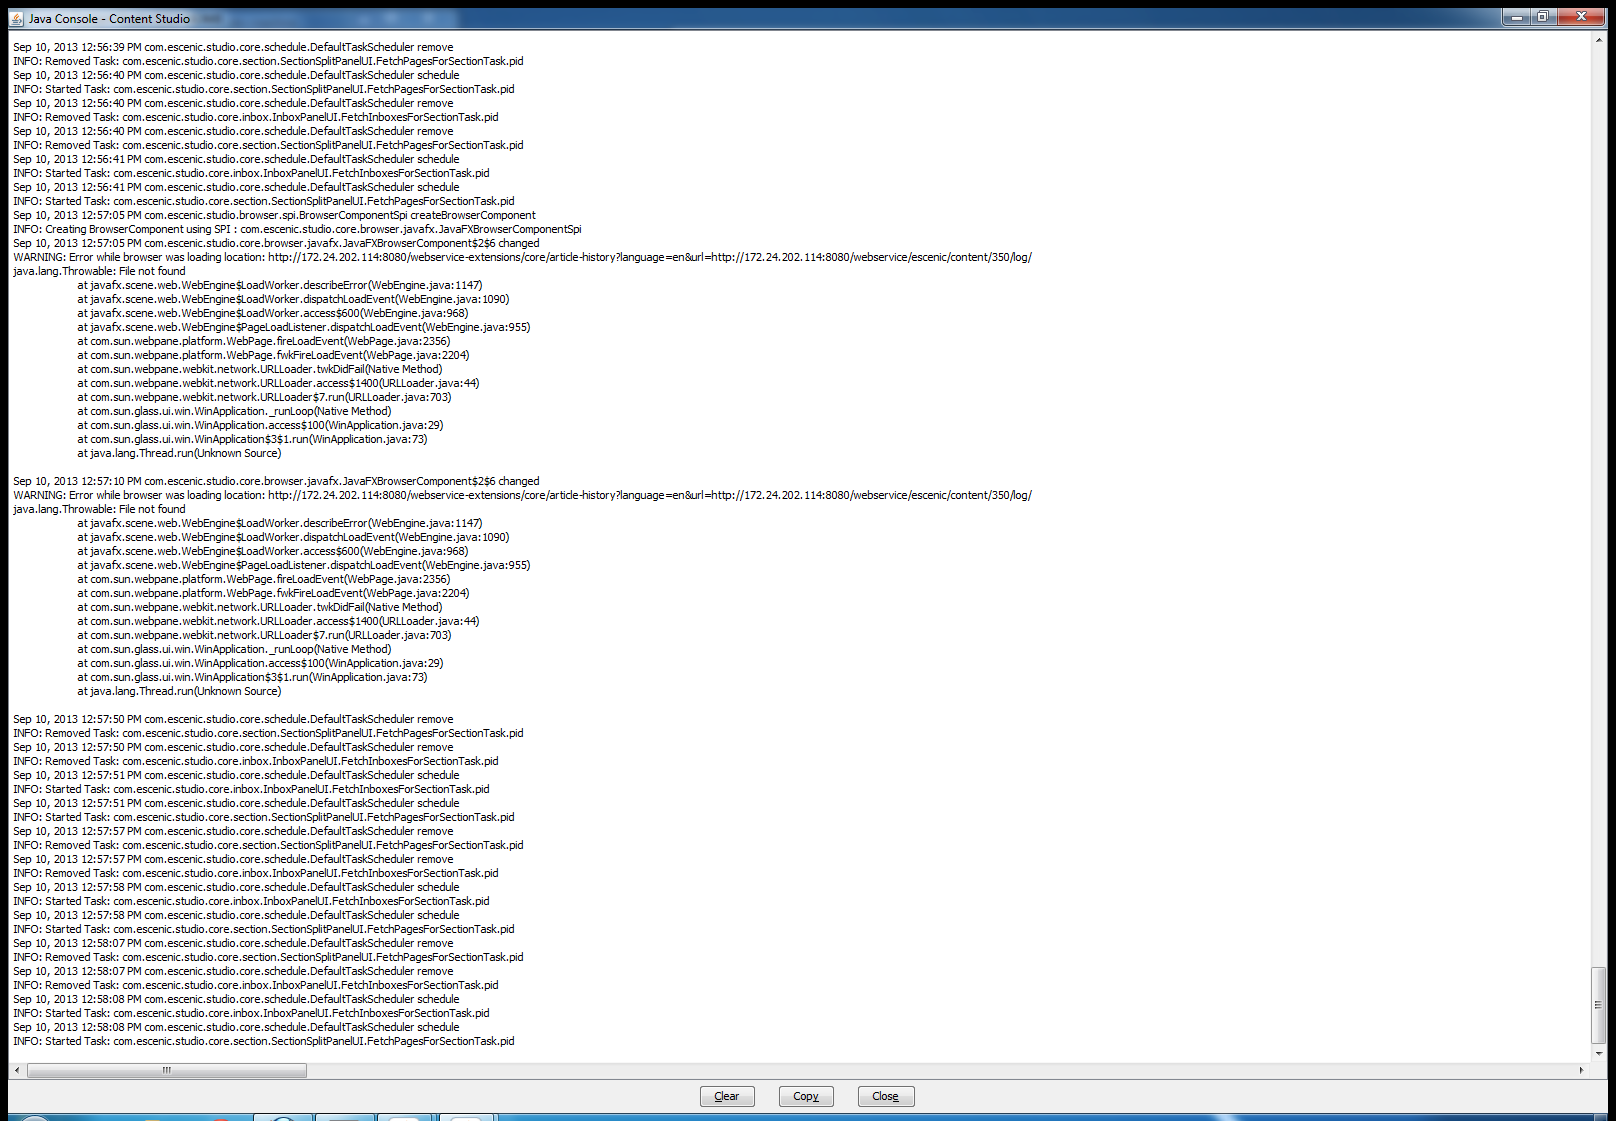 Java Console - Content Studio
Sep 10, 2013 12:56:39 PM com.escenic.studio.core.schedule.DefaultTaskScheduler remove
INFO: Removed Task: com.escenic.studio.core.section.SectionSplitPanelUI.FetchPagesForSectionTask.pid
Sep 10, 2013 12:56:40 PM com.escenic.studio.core.schedule.DefaultTaskScheduler schedule
INFO: Started Task: com.escenic.studio.core.section.SectionSplitPanelUI.FetchPagesForSectionTask.pid
Sep 10, 2013 12:56:40 PM com.escenic.studio.core.schedule.DefaultTaskScheduler remove
INFO: Removed Task: com.escenic.studio.core.inbox.InboxPanelUI.FetchInboxesForSectionTask.pid
Sep 10, 2013 12:56:40 PM com.escenic.studio.core.schedule.DefaultTaskScheduler remove
INFO: Removed Task: com.escenic.studio.core.section.SectionSplitPanelUI.FetchPagesForSectionTask.pid
Sep 10, 2013 12:56:41 PM com.escenic.studio.core.schedule.DefaultTaskScheduler schedule
INFO: Started Task: com.escenic.studio.core.inbox.InboxPanelUI.FetchInboxesForSectionTask.pid
Sep 10, 2013 12:56:41 PM com.escenic.studio.core.schedule.DefaultTaskScheduler schedule
INFO: Started Task: com.escenic.studio.core.section.SectionSplitPanelUI.FetchPagesForSectionTask.pid
Sep 10, 2013 12:57:05 PM com.escenic.studio.browser.spi.BrowserComponentSpi createBrowserComponent
INFO: Creating BrowserComponent using SPI : com.escenic.studio.core.browser.javafx.JavaFXBrowserComponentSpi
Sep 10, 2013 12:57:05 PM com.escenic.studio.core.browser.javafx.JavaFXBrowserComponent$2$6 changed
WARNING: Error while browser was loading location: http://172.24.202.114:8080/webservice-extensions/core/article-history?language=en&url=http://172.24.202.114:8080/webservice/escenic/content/350/log/
java.lang.Throwable: File not found
at javafx.scene.web.WebEngine$LoadWorker.describeError(WebEngine.java:1147)
at javafx.scene.web.WebEngine$LoadWorker.dispatchLoadEvent(WebEngine.java:1090)
at javafx.scene.web.WebEngine$LoadWorker.access$600(WebEngine.java:968)
at javafx.scene.web.WebEngine$PageLoadListener.dispatchLoadEvent(WebEngine.java:955)
at com.sun.webpane.platform.WebPage.fireLoadEvent(WebPage.java:2356)
at com.sun.webpane.platform.WebPage.fwkFireLoadEvent(WebPage.java:2204)
at com.sun.webpane.webkit.network.URLLoader.twkDidFail(Native Method)
at com.sun.webpane.webkit.network.URLLoader.access$1400(URLLoader.java:44)
at com.sun.webpane.webkit.network.URLLoader$7.run(URLLoader.java:703)
at com.sun.glass.ui.win.WinApplication._runLoop(Native Method)
at com.sun.glass.ui.win.WinApplication.access$100(WinApplication.java:29)
at com.sun.glass.ui.win.WinApplication$3$1.run(WinApplication.java:73)
at java.lang.Thread.run(Unknown Source)
Sep 10, 2013 12:57:10 PM com.escenic.studio.core.browser.javafx.JavaFXBrowserComponent$2$6 changed
WARNING: Error while browser was loading location: http://172.24.202.114:8080/webservice-extensions/core/article-history?language=en&url=http://172.24.202.114:8080/webservice/escenic/content/350/log/
java.lang.Throwable: File not found
at javafx.scene.web.WebEngine$LoadWorker.describeError(WebEngine.java:1147)
at javafx.scene.web.WebEngine$LoadWorker.dispatchLoadEvent(WebEngine.java:1090)
at javafx.scene.web.WebEngine$LoadWorker.access$600(WebEngine.java:968)
at javafx.scene.web.WebEngine$PageLoadListener.dispatchLoadEvent(WebEngine.java:955)
at com.sun.webpane.platform.WebPage.fireLoadEvent(WebPage.java:2356)
at com.sun.webpane.platform.WebPage.fwkFireLoadEvent(WebPage.java:2204)
at com.sun.webpane.webkit.network.URLLoader.twkDidFail(Native Method)
at com.sun.webpane.webkit.network.URLLoader.access$1400(URLLoader.java:44)
at com.sun.webpane.webkit.network.URLLoader$7.run(URLLoader.java:703)
at com.sun.glass.ui.win.WinApplication._runLoop(Native Method)
at com.sun.glass.ui.win.WinApplication.access$100(WinApplication.java:29)
at com.sun.glass.ui.win.WinApplication$3$1.run(WinApplication.java:73)
at java.lang.Thread.run(Unknown Source)
Sep 10, 2013 12:57:50 PM com.escenic.studio.core.schedule.DefaultTaskScheduler remove
INFO: Removed Task: com.escenic.studio.core.section.SectionSplitPanelUI.FetchPagesForSectionTask.pid
Sep 10, 2013 12:57:50 PM com.escenic.studio.core.schedule.DefaultTaskScheduler remove
INFO: Removed Task: com.escenic.studio.core.inbox.InboxPanelUI.FetchInboxesForSectionTask.pid
Sep 10, 2013 12:57:51 PM com.escenic.studio.core.schedule.DefaultTaskScheduler schedule
INFO: Started Task: com.escenic.studio.core.inbox.InboxPanelUI.FetchInboxesForSectionTask.pid
Sep 10, 2013 12:57:51 PM com.escenic.studio.core.schedule.DefaultTaskScheduler schedule
INFO: Started Task: com.escenic.studio.core.section.SectionSplitPanelUI.FetchPagesForSectionTask.pid
Sep 10, 2013 12:57:57 PM com.escenic.studio.core.schedule.DefaultTaskScheduler remove
INFO: Removed Task: com.escenic.studio.core.section.SectionSplitPanelUI.FetchPagesForSectionTask.pid
Sep 10, 2013 12:57:57 PM com.escenic.studio.core.schedule.DefaultTaskScheduler remove
INFO: Removed Task: com.escenic.studio.core.inbox.InboxPanelUI.FetchInboxesForSectionTask.pid
Sep 10, 2013 12:57:58 PM com.escenic.studio.core.schedule.DefaultTaskScheduler schedule
INFO: Started Task: com.escenic.studio.core.inbox.InboxPanelUI.FetchInboxesForSectionTask.pid
Sep 10, 2013 12:57:58 PM com.escenic.studio.core.schedule.DefaultTaskScheduler schedule
INFO: Started Task: com.escenic.studio.core.section.SectionSplitPanelUI.FetchPagesForSectionTask.pid
Sep 10, 2013 12:58:07 PM com.escenic.studio.core.schedule.DefaultTaskScheduler remove
INFO: Removed Task: com.escenic.studio.core.section.SectionSplitPanelUI.FetchPagesForSectionTask.pid
Sep 10, 2013 12:58:07 PM com.escenic.studio.core.schedule.DefaultTaskScheduler remove
INFO: Removed Task: com.escenic.studio.core.inbox.InboxPanelUI.FetchInboxesForSectionTask.pid
Sep 10, 2013 12:58:08 PM com.escenic.studio.core.schedule.DefaultTaskScheduler schedule
INFO: Started Task: com.escenic.studio.core.inbox.InboxPanelUI.FetchInboxesForSectionTask.pid
Sep 10, 2013 12:58:08 PM com.escenic.studio.core.schedule.DefaultTaskScheduler schedule
INFO: Started Task: com.escenic.studio.core.section.SectionSplitPanelUI.FetchPagesForSectionTask.pid
Clear Copy Close